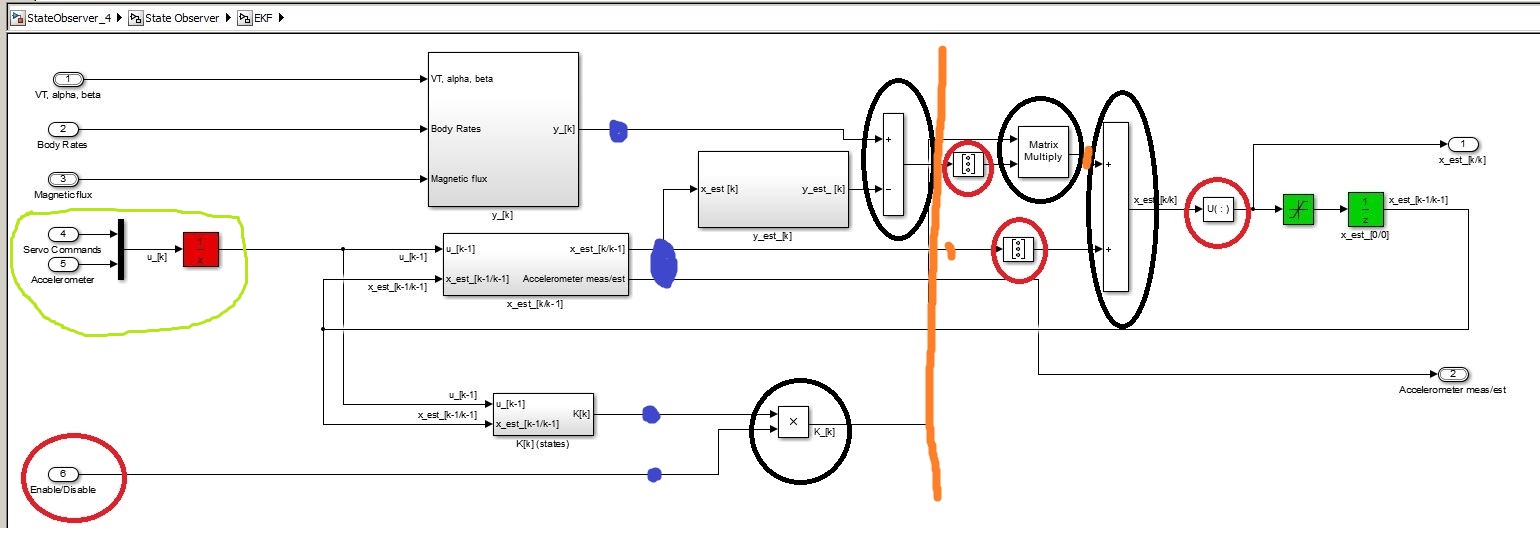 StateObserver_4 State Observer EKF
1
VT, alpha, beta
2
Body Rates
3
Magnetic flux
4
Servo Commands
5
Accelerometer
u_[k]
1
z
VT, alpha, beta
Body Rates
Magnetic flux
y_[k]
y_[k]
x_est [k]
y_est_ [k]
y_est_[k]
u_[k-1]
x_est_[k-1/k-1]
u_[k-1]
x_est_[k-1/k-1]
x_est_[k/k-1]
Accelerometer meas/est
x_est_[k/k-1]
u_[k-1]
x_est_[k-1/k-1]
u_[k-1]
x_est_[k-1/k-1]
K[k]
K[k] (states)
6
Enable/Disable
×
K_[k]
+
−
Matrix
Multiply
+
+
x_est_[k/k]
U( : )
1
z
x_est_[k-1/k-1]
x_est_[0/0]
1
x_est_[k/k]
2
Accelerometer meas/est